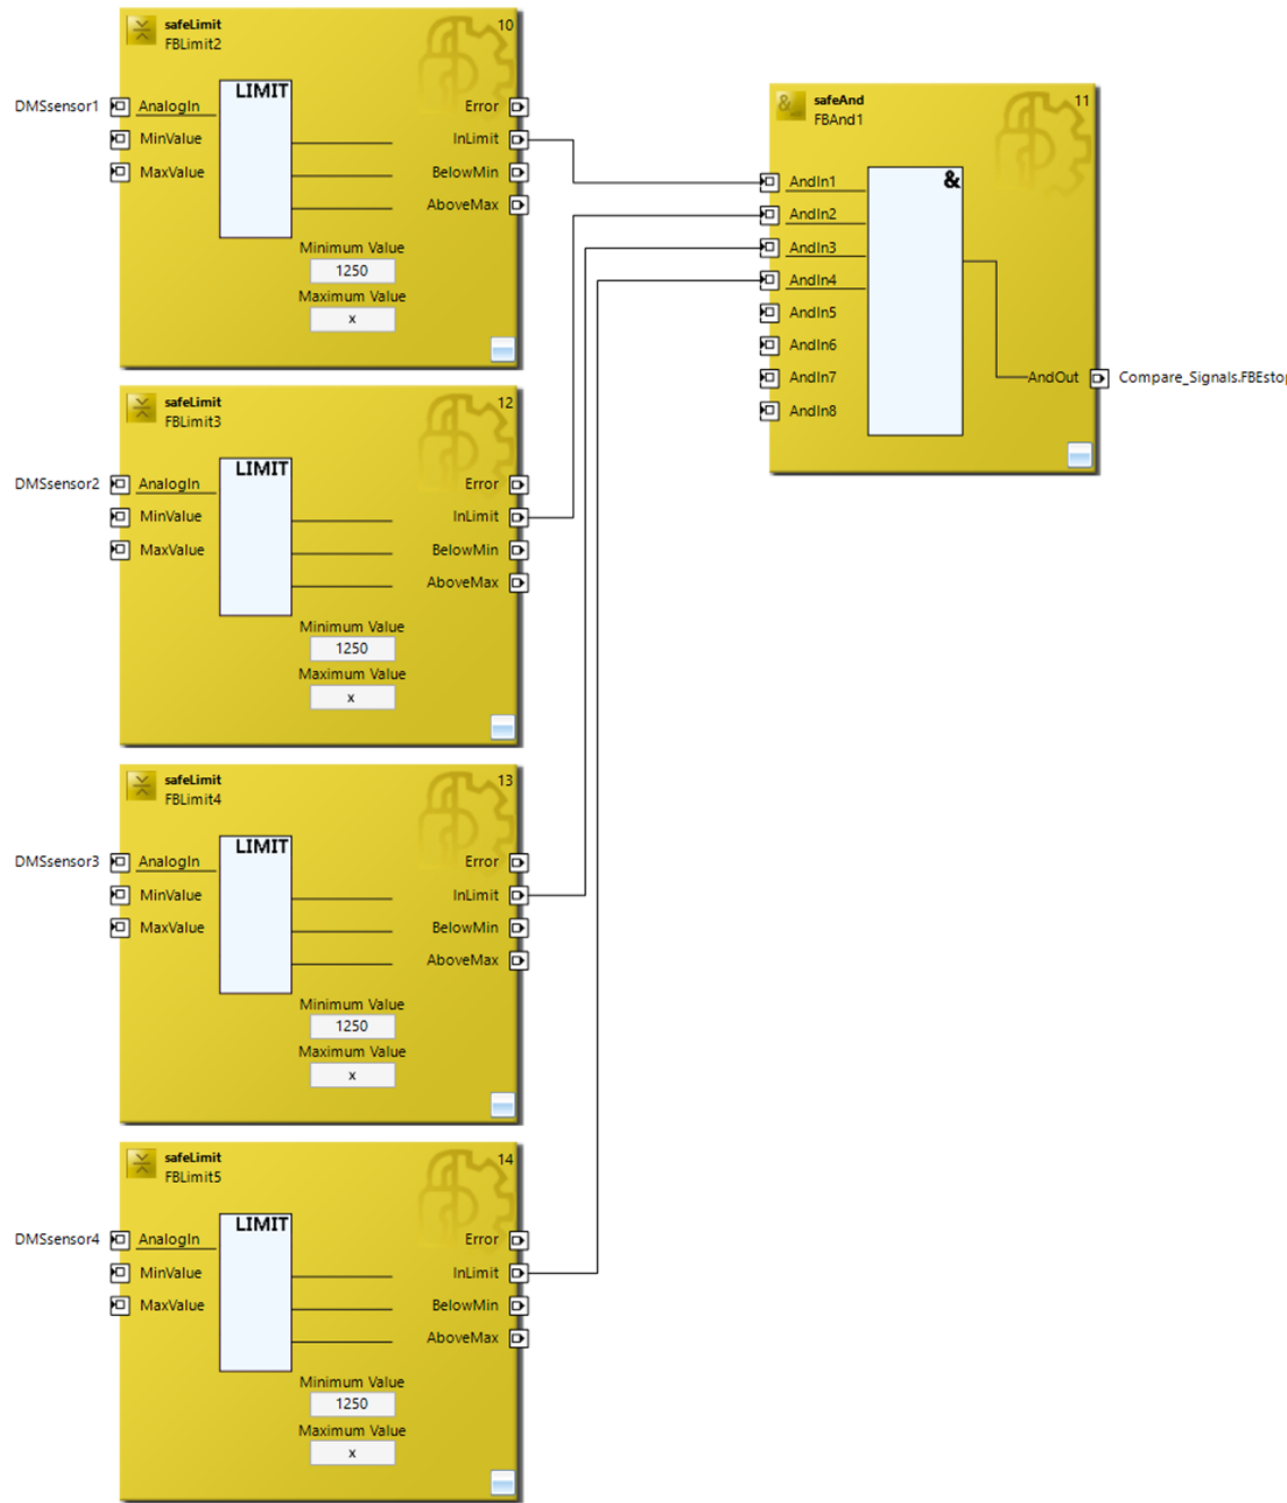 safeLimit 10
FBLimit2
LIMIT
DMSsensor1 AnalogIn Error
MinValue InLimit
MaxValue BelowMin
AboveMax
Minimum Value
1250
Maximum Value
x
safeAnd 11
FBAnd1
&
AndIn1
AndIn2
AndIn3
AndIn4
AndIn5
AndIn6
AndIn7
AndIn8
AndOut Compare_Signals.FBEstop
safeLimit 12
FBLimit3
LIMIT
DMSsensor2 AnalogIn Error
MinValue InLimit
MaxValue BelowMin
AboveMax
Minimum Value
1250
Maximum Value
x
safeLimit 13
FBLimit4
LIMIT
DMSsensor3 AnalogIn Error
MinValue InLimit
MaxValue BelowMin
AboveMax
Minimum Value
1250
Maximum Value
x
safeLimit 14
FBLimit5
LIMIT
DMSsensor4 AnalogIn Error
MinValue InLimit
MaxValue BelowMin
AboveMax
Minimum Value
1250
Maximum Value
x